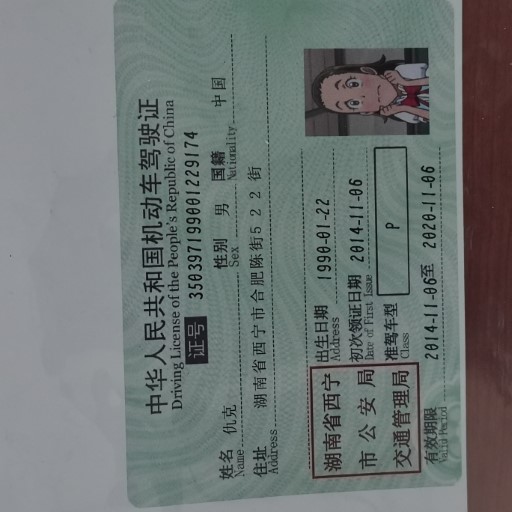 中华人民共和国机动车驾驶证
Driving License of the People's Republic of China
证号 350397199001229174
姓名 仇克 性别 男 国籍 中国
Name Sex Nationality
住址 湖南省西宁市合肥陈街522街
Address
湖南省西宁
市公安局
交通管理局
出生日期 1990-01-22
Address
初次领证日期 2014-11-06
Date of First Issue
准驾车型 P
Class
有效期限 2014-11-06至 2020-11-06
Valid Period